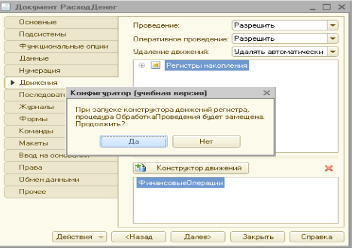 Документ РасходДенег
Основные
Подсистемы
Функциональные опции
Данные
Нумерация
Движения
Последоват
Журналы
Формы
Команды
Макеты
Ввод на основании
Права
Обмен данными
Прочее
Проведение:
Разрешить
Оперативное проведение:
Разрешить
Удаление движений:
Удалять автоматически
Регистры накопления
Конфигуратор (учебная версия)
При запуске конструктора движений регистра,
процедура ОбработкаПроведения будет замещена.
Продолжить?
Да
Нет
Конструктор движений
ФинансовыеОперации
Действия
<Назад
Далее>
Закрыть
Справка